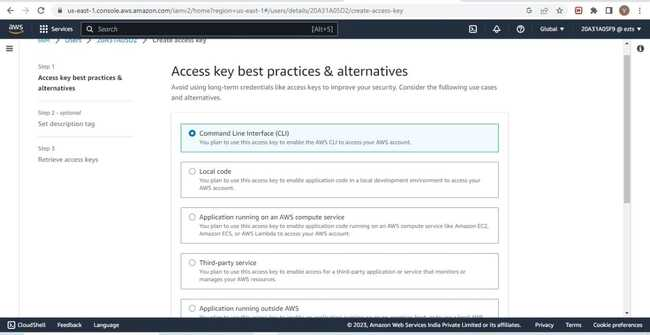 us-east-1.console.aws.amazon.com/iamv2/home?region=us-east-1#/users/details/20A31A05D2/create-access-key
aws Services Search [Alt+S] Global 20A31A05F9 @ ezts
IAM Users 20A31A05D2 Create access key
Step 1
Access key best practices &
alternatives
Step 2 - optional
Set description tag
Step 3
Retrieve access keys
Access key best practices & alternatives
Avoid using long-term credentials like access keys to improve your security. Consider the following use cases
and alternatives.
Command Line Interface (CLI)
You plan to use this access key to enable the AWS CLI to access your AWS account.
Local code
You plan to use this access key to enable application code in a local development environment to access your
AWS account.
Application running on an AWS compute service
You plan to use this access key to enable application code running on an AWS compute service like Amazon EC2,
Amazon ECS, or AWS Lambda to access your AWS account.
Third-party service
You plan to use this access key to enable access for a third-party application or service that monitors or
manages your AWS resources.
Application running outside AWS
CloudShell Feedback Language © 2023, Amazon Web Services India Private Limited or its affiliates. Privacy Terms Cookie preferences